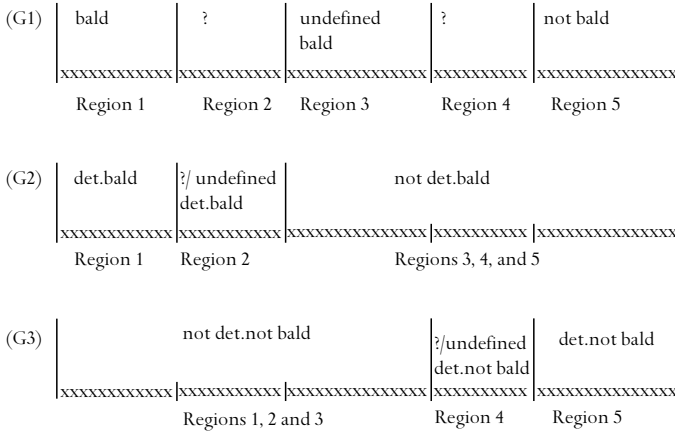 (G1) bald ? undefined ? not bald
bald
xxxxxxxxxxxx xxxxxxxxxxx xxxxxxxxxxxxxxx xxxxxxxxxx xxxxxxxxxxxxxxx
Region 1 Region 2 Region 3 Region 4 Region 5
(G2) det.bald ?/ undefined not det.bald
det.bald
xxxxxxxxxxxx xxxxxxxxxxx xxxxxxxxxxxxxxx xxxxxxxxxx xxxxxxxxxxxxxxx
Region 1 Region 2 Regions 3, 4, and 5
(G3) not det.not bald ?/undefined det.not bald
det.not bald
xxxxxxxxxxxx xxxxxxxxxxx xxxxxxxxxxxxxxx xxxxxxxxxx xxxxxxxxxxxxxxx
Regions 1, 2 and 3 Region 4 Region 5